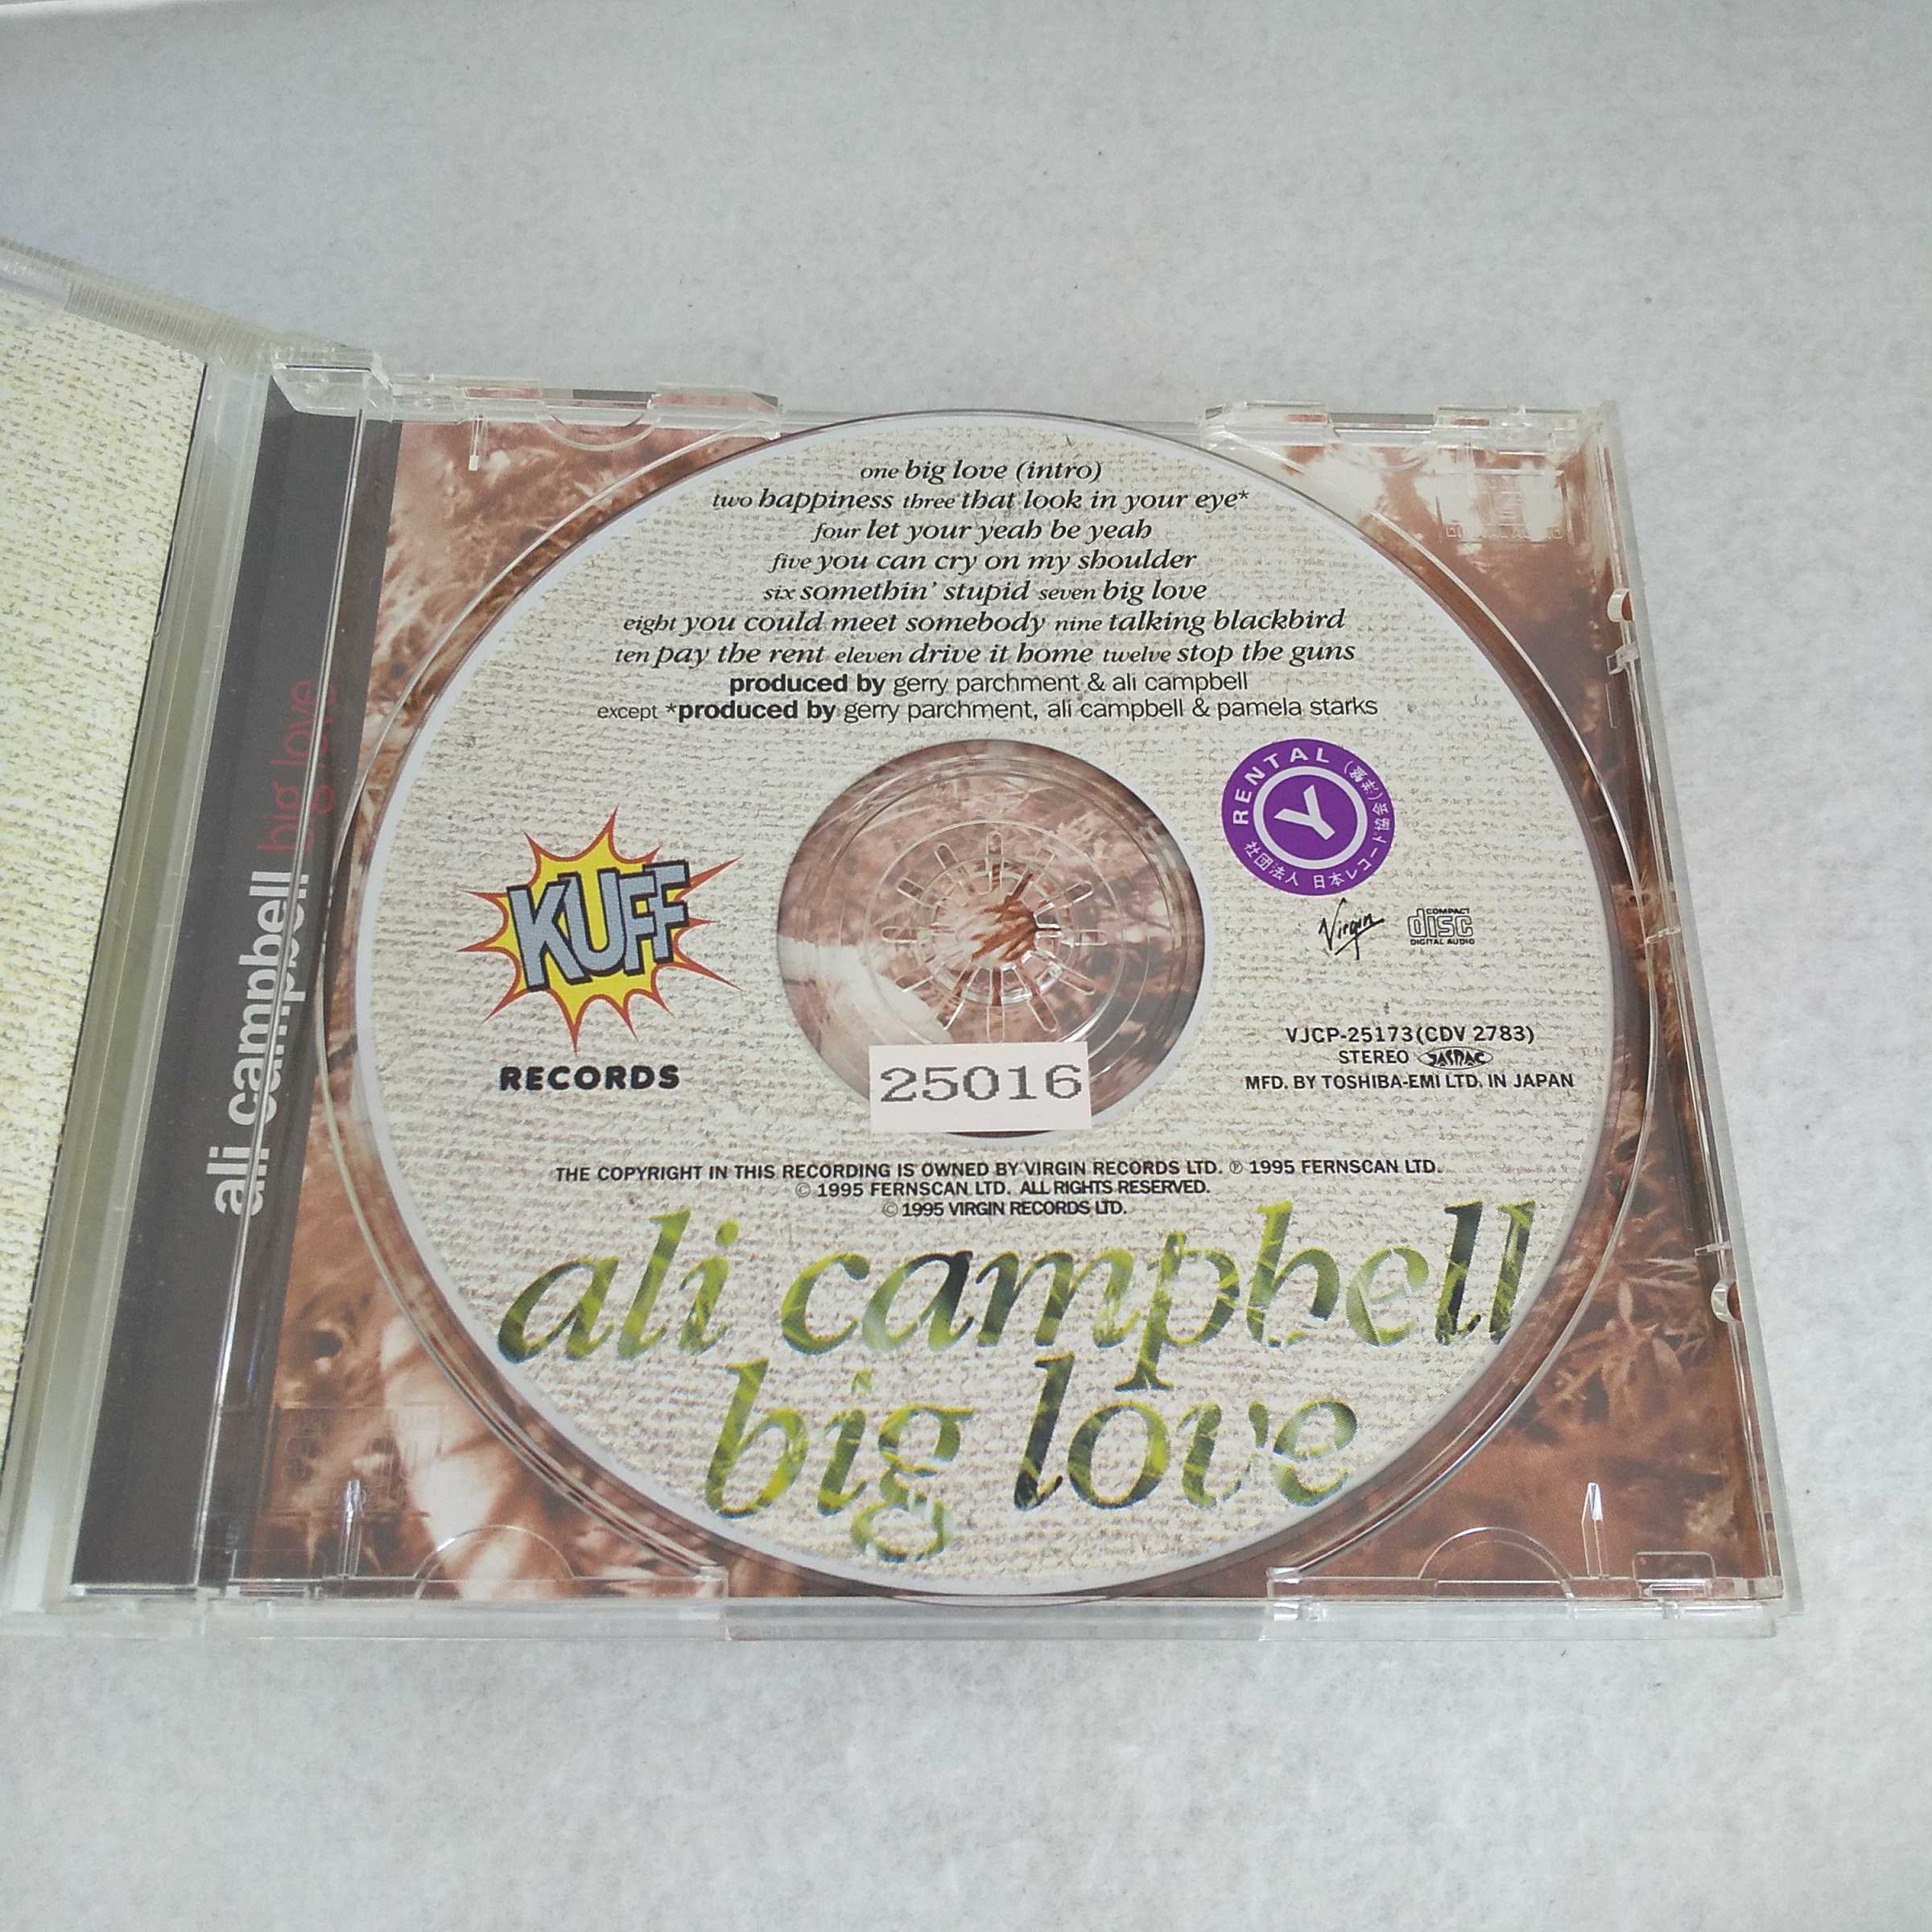 one big love (intro)
two happiness three that look in your eye*
four let your yeah be yeah
five you can cry on my shoulder
six somethin' stupid seven big love
eight you could meet somebody nine talking blackbird
ten pay the rent eleven drive it home twelve stop the guns
produced by gerry parchment & ali campbell
except *produced by gerry parchment, ali campbell & pamela starks
RENTAL
Y
社団法人 日本レコード協会(洋盤)
KUFF
RECORDS
Virgin
COMPACT
disc
DIGITAL AUDIO
VJCP-25173(CDV 2783)
STEREO JASRAC
MFD. BY TOSHIBA-EMI LTD. IN JAPAN
25016
THE COPYRIGHT IN THIS RECORDING IS OWNED BY VIRGIN RECORDS LTD. ℗ 1995 FERNSCAN LTD.
© 1995 FERNSCAN LTD. ALL RIGHTS RESERVED.
© 1995 VIRGIN RECORDS LTD.
ali campbell
big love
ali campbell big love